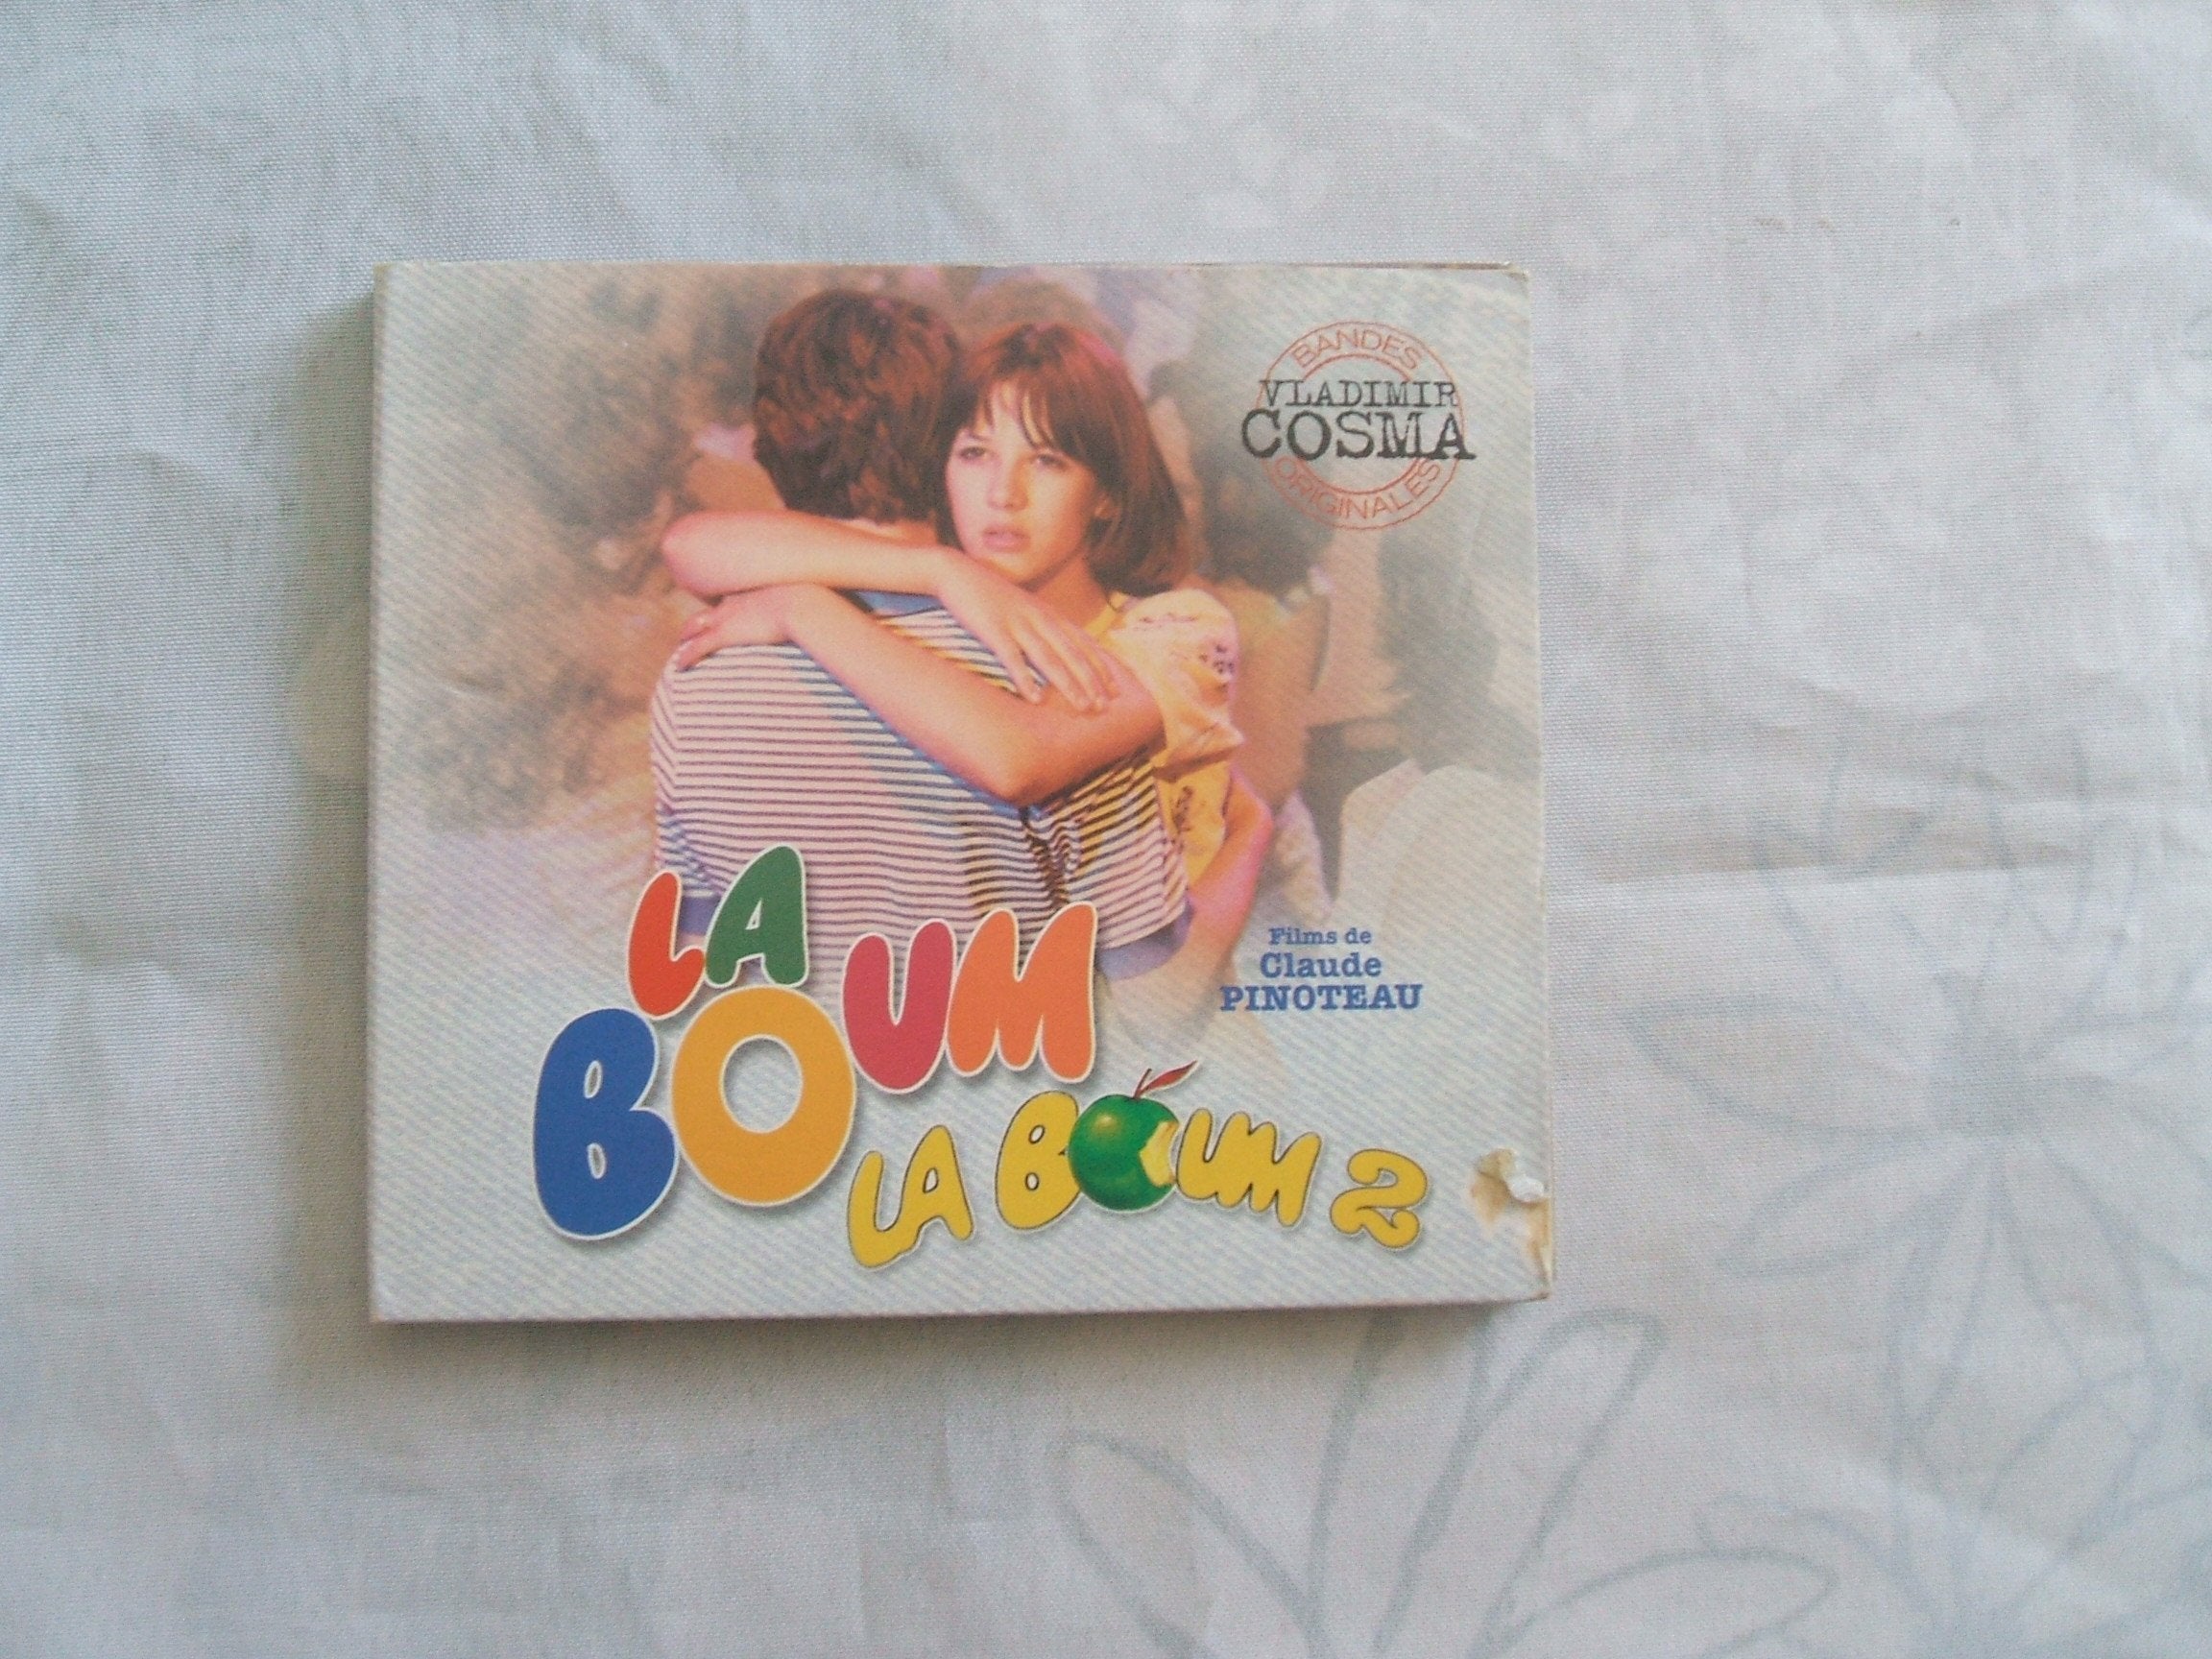 BANDES
VLADIMIR
COSMA
ORIGINALES
LA
BOUM
Films de
Claude
PINOTEAU
LA BOUM 2